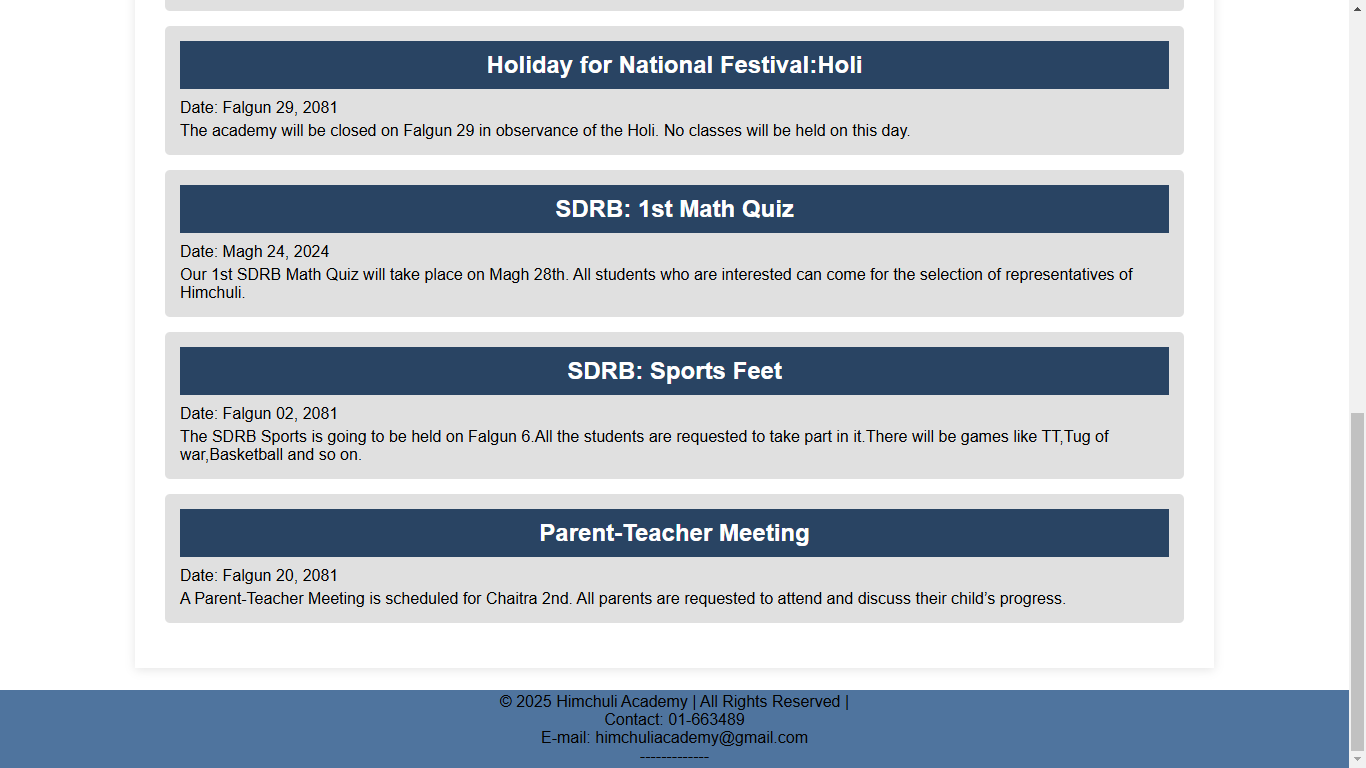 Holiday for National Festival:Holi
Date: Falgun 29, 2081
The academy will be closed on Falgun 29 in observance of the Holi. No classes will be held on this day.
SDRB: 1st Math Quiz
Date: Magh 24, 2024
Our 1st SDRB Math Quiz will take place on Magh 28th. All students who are interested can come for the selection of representatives of
Himchuli.
SDRB: Sports Feet
Date: Falgun 02, 2081
The SDRB Sports is going to be held on Falgun 6.All the students are requested to take part in it.There will be games like TT,Tug of
war,Basketball and so on.
Parent-Teacher Meeting
Date: Falgun 20, 2081
A Parent-Teacher Meeting is scheduled for Chaitra 2nd. All parents are requested to attend and discuss their child’s progress.
© 2025 Himchuli Academy | All Rights Reserved |
Contact: 01-663489
E-mail: himchuliacademy@gmail.com
-------------